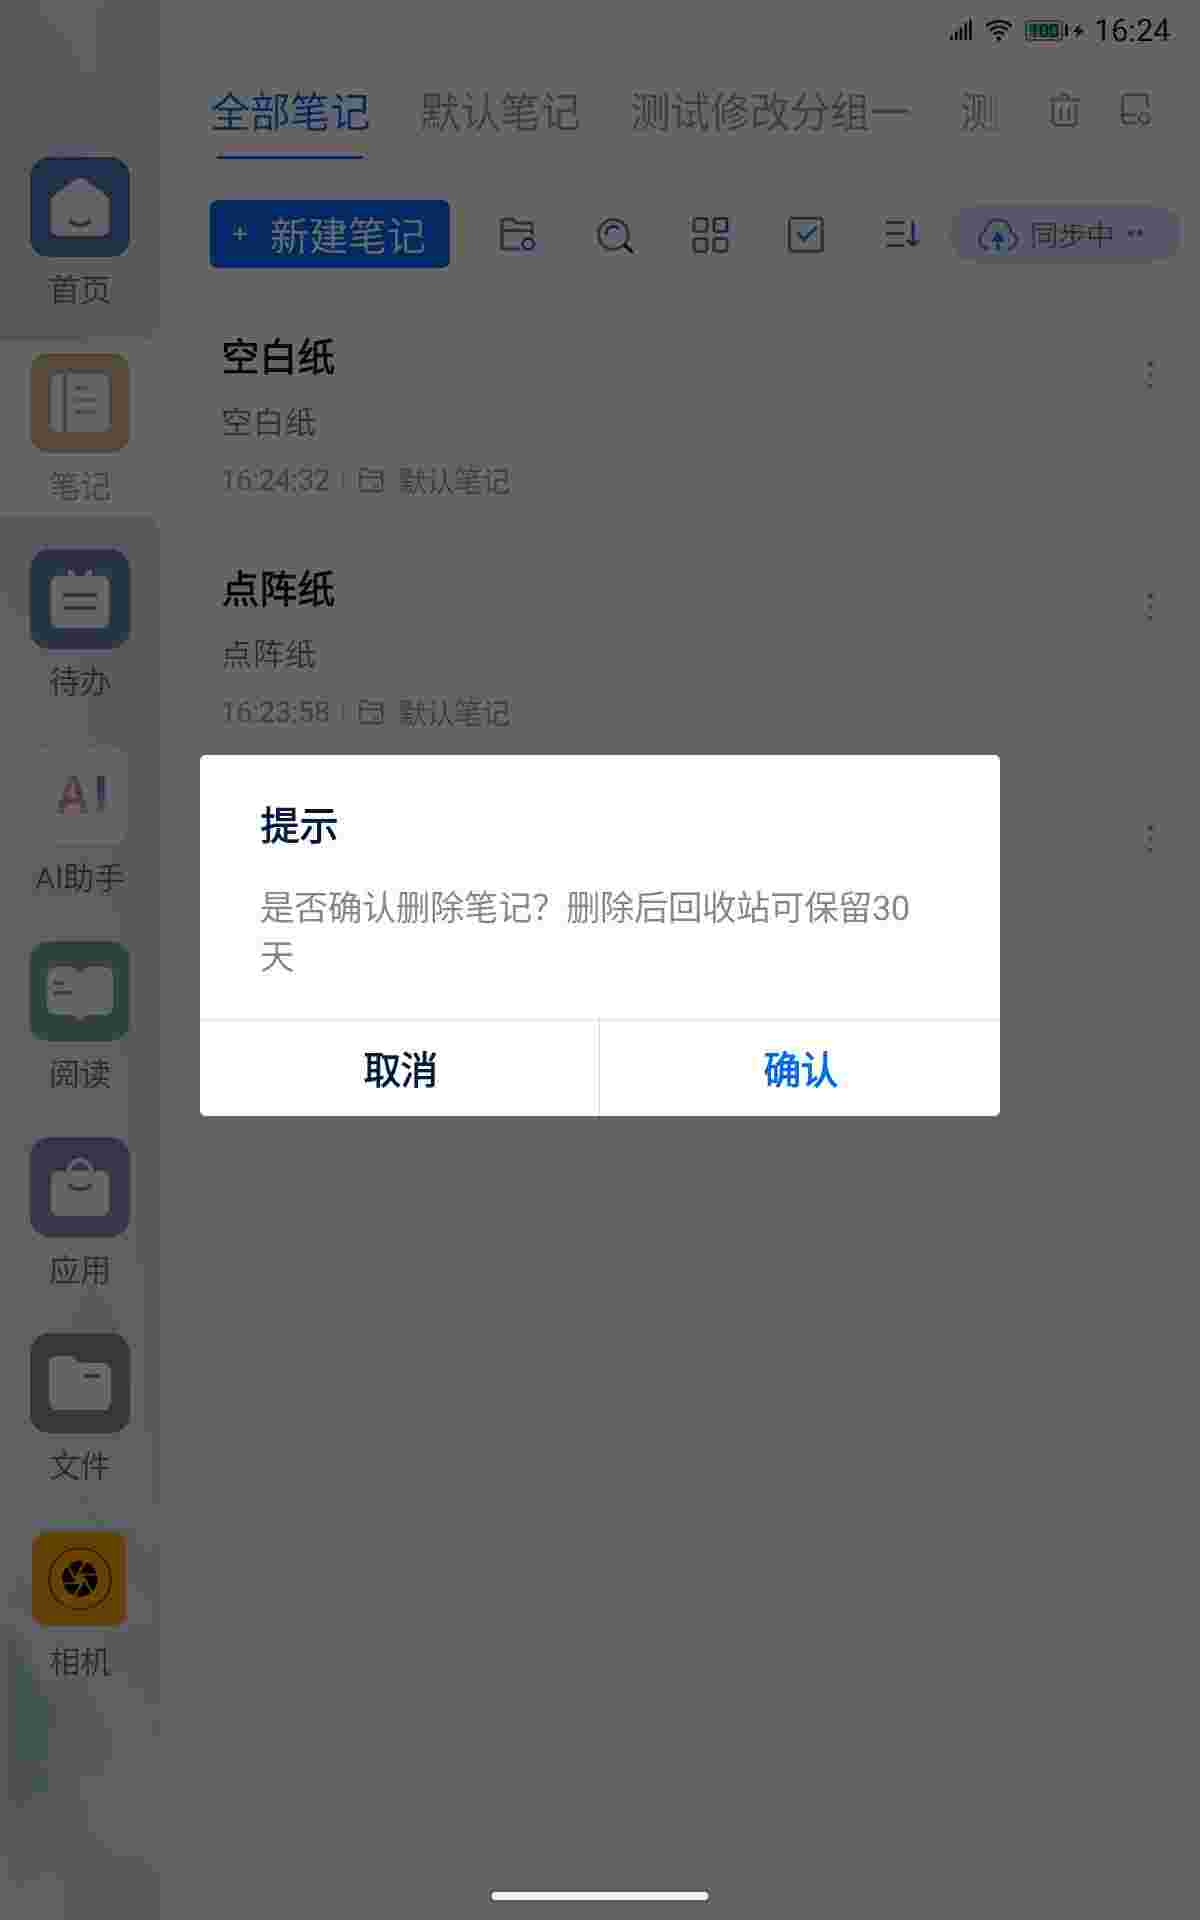 100 16:24
全部笔记 默认笔记 测试修改分组一 测
+ 新建笔记 同步中
首页
空白纸
空白纸
16:24:32 默认笔记
笔记
点阵纸
点阵纸
16:23:58 默认笔记
待办
AI
AI助手
提示
是否确认删除笔记？删除后回收站可保留30
天
取消 确认
阅读
应用
文件
相机